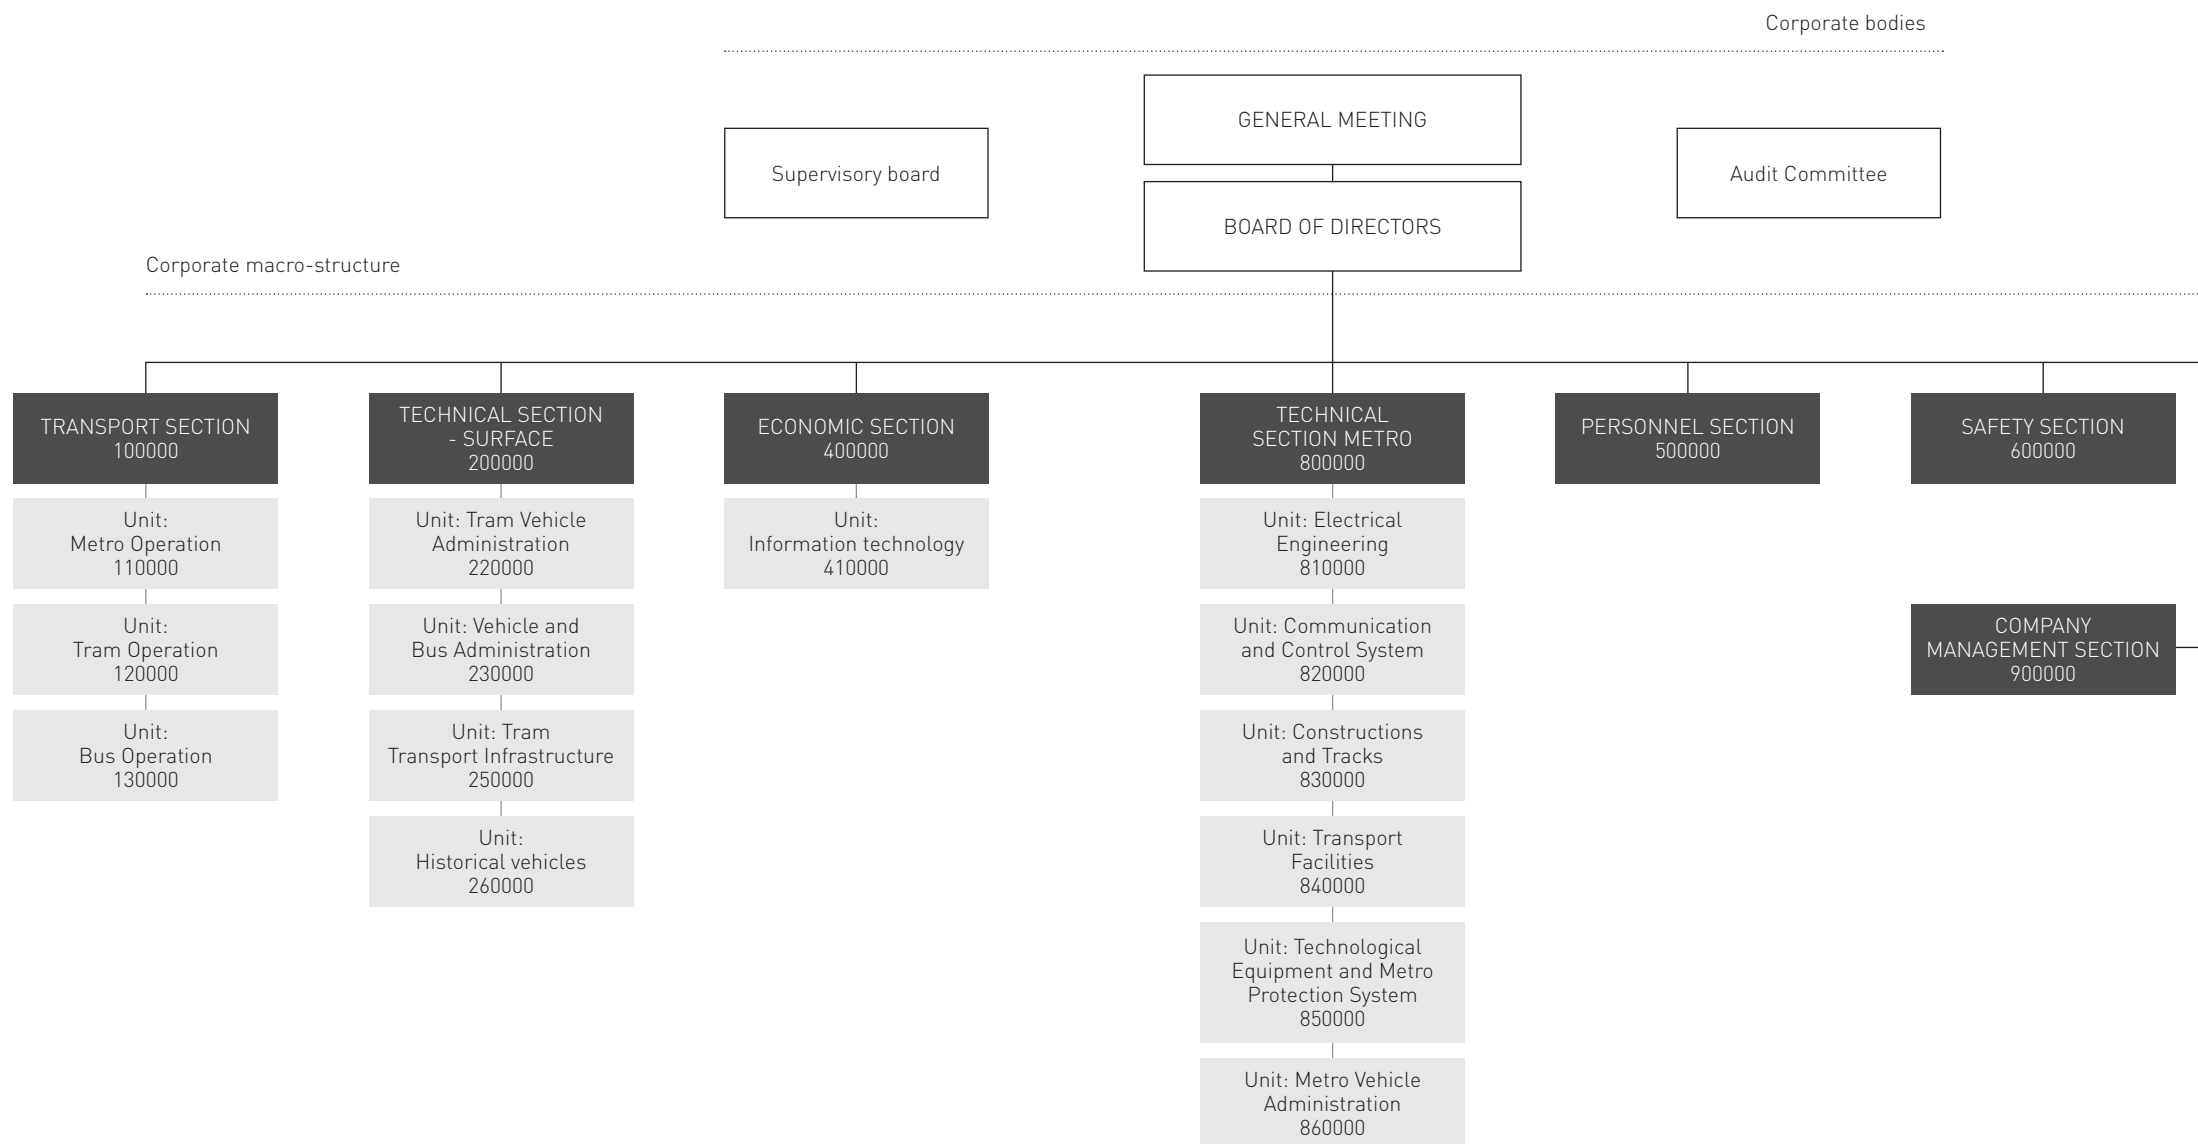 Corporate bodies
GENERAL MEETING
Supervisory board
Audit Committee
BOARD OF DIRECTORS
Corporate macro-structure
TRANSPORT SECTION
100000
Unit:
Metro Operation
110000
Unit:
Tram Operation
120000
Unit:
Bus Operation
130000
TECHNICAL SECTION
- SURFACE
200000
Unit: Tram Vehicle
Administration
220000
Unit: Vehicle and
Bus Administration
230000
Unit: Tram
Transport Infrastructure
250000
Unit:
Historical vehicles
260000
ECONOMIC SECTION
400000
Unit:
Information technology
410000
TECHNICAL
SECTION METRO
800000
Unit: Electrical
Engineering
810000
Unit: Communication
and Control System
820000
Unit: Constructions
and Tracks
830000
Unit: Transport
Facilities
840000
Unit: Technological
Equipment and Metro
Protection System
850000
Unit: Metro Vehicle
Administration
860000
PERSONNEL SECTION
500000
SAFETY SECTION
600000
COMPANY
MANAGEMENT SECTION
900000